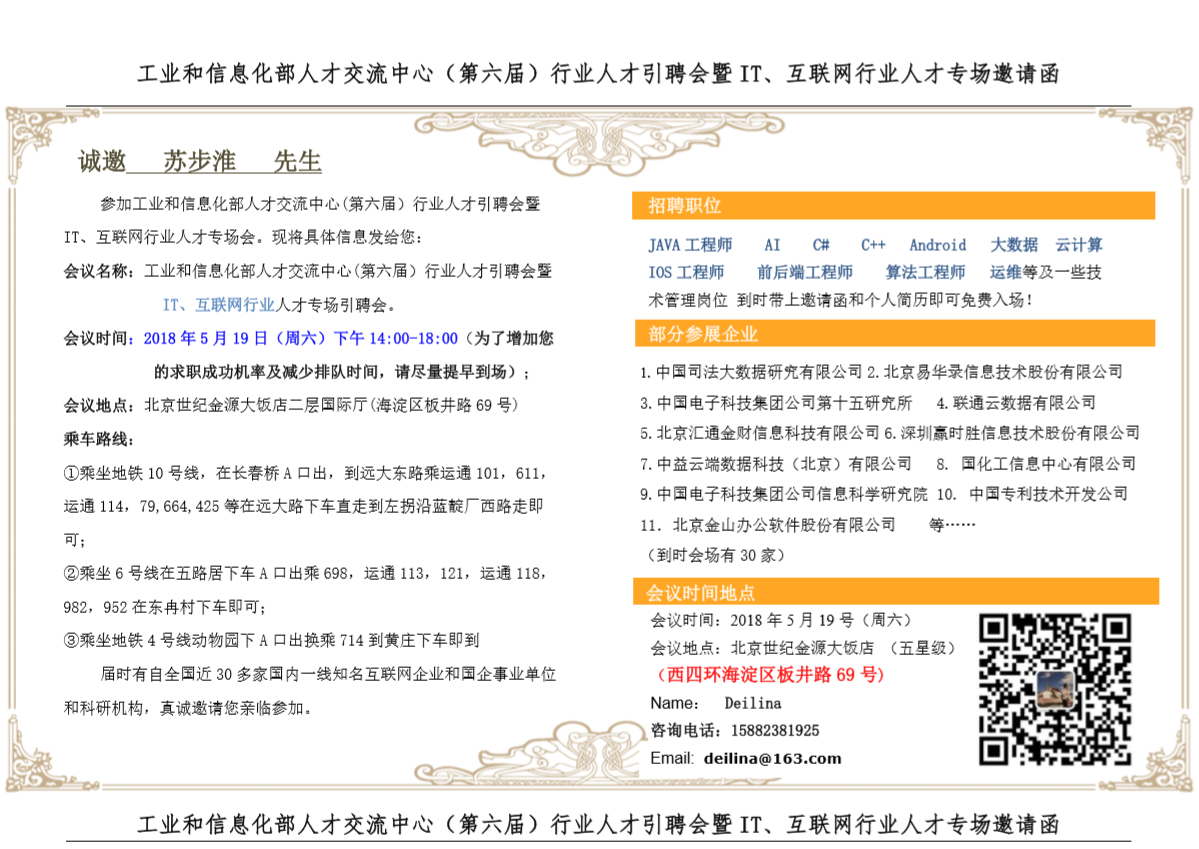 工业和信息化部人才交流中心（第六届）行业人才引聘会暨 IT、互联网行业人才专场邀请函
诚邀 苏步淮 先生
参加工业和信息化部人才交流中心(第六届）行业人才引聘会暨
IT、互联网行业人才专场会。现将具体信息发给您:
会议名称: 工业和信息化部人才交流中心(第六届）行业人才引聘会暨
IT、互联网行业人才专场引聘会。
会议时间: 2018 年 5 月 19 日（周六）下午 14:00-18:00（为了增加您
的求职成功机率及减少排队时间，请尽量提早到场）;
会议地点: 北京世纪金源大饭店二层国际厅(海淀区板井路 69 号)
乘车路线:
①乘坐地铁 10 号线，在长春桥 A 口出，到远大东路乘运通 101，611，
运通 114，79,664,425 等在远大路下车直走到左拐沿蓝靛厂西路走即
可;
②乘坐 6 号线在五路居下车 A 口出乘 698，运通 113，121，运通 118，
982，952 在东冉村下车即可;
③乘坐地铁 4 号线动物园下 A 口出换乘 714 到黄庄下车即到
届时有自全国近 30 多家国内一线知名互联网企业和国企事业单位
和科研机构，真诚邀请您亲临参加。
招聘职位
JAVA 工程师 AI C# C++ Android 大数据 云计算
IOS 工程师 前后端工程师 算法工程师 运维等及一些技
术管理岗位 到时带上邀请函和个人简历即可免费入场!
部分参展企业
1.中国司法大数据研究有限公司 2.北京易华录信息技术股份有限公司
3.中国电子科技集团公司第十五研究所 4.联通云数据有限公司
5.北京汇通金财信息科技有限公司 6.深圳赢时胜信息技术股份有限公司
7.中益云端数据科技（北京）有限公司 8. 国化工信息中心有限公司
9.中国电子科技集团公司信息科学研究院 10. 中国专利技术开发公司
11. 北京金山办公软件股份有限公司 等……
（到时会场有 30 家）
会议时间地点
会议时间: 2018 年 5 月 19 号（周六）
会议地点: 北京世纪金源大饭店 （五星级）
（西四环海淀区板井路 69 号)
Name: Deilina
咨询电话: 15882381925
Email: deilina@163.com
工业和信息化部人才交流中心（第六届）行业人才引聘会暨 IT、互联网行业人才专场邀请函